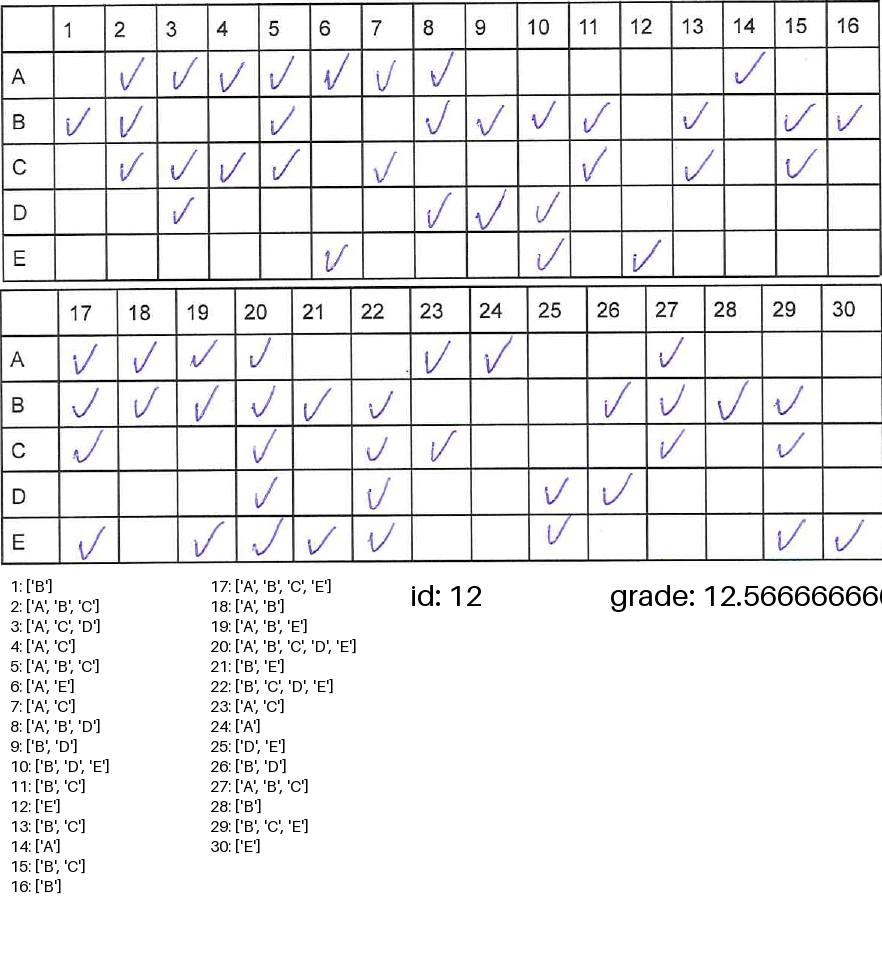 1 2 3 4 5 6 7 8 9 10 11 12 13 14 15 16
A ✓ ✓ ✓ ✓ ✓ ✓ ✓ ✓
B ✓ ✓ ✓ ✓ ✓ ✓ ✓ ✓ ✓ ✓
C ✓ ✓ ✓ ✓ ✓ ✓ ✓ ✓
D ✓ ✓ ✓ ✓
E ✓ ✓ ✓
17 18 19 20 21 22 23 24 25 26 27 28 29 30
A ✓ ✓ ✓ ✓ ✓ ✓ ✓
B ✓ ✓ ✓ ✓ ✓ ✓ ✓ ✓ ✓ ✓
C ✓ ✓ ✓ ✓ ✓ ✓
D ✓ ✓ ✓ ✓
E ✓ ✓ ✓ ✓ ✓ ✓ ✓ ✓
1: ['B']
2: ['A', 'B', 'C']
3: ['A', 'C', 'D']
4: ['A', 'C']
5: ['A', 'B', 'C']
6: ['A', 'E']
7: ['A', 'C']
8: ['A', 'B', 'D']
9: ['B', 'D']
10: ['B', 'D', 'E']
11: ['B', 'C']
12: ['E']
13: ['B', 'C']
14: ['A']
15: ['B', 'C']
16: ['B']
17: ['A', 'B', 'C', 'E']
18: ['A', 'B']
19: ['A', 'B', 'E']
20: ['A', 'B', 'C', 'D', 'E']
21: ['B', 'E']
22: ['B', 'C', 'D', 'E']
23: ['A', 'C']
24: ['A']
25: ['D', 'E']
26: ['B', 'D']
27: ['A', 'B', 'C']
28: ['B']
29: ['B', 'C', 'E']
30: ['E']
id: 12
grade: 12.566666666